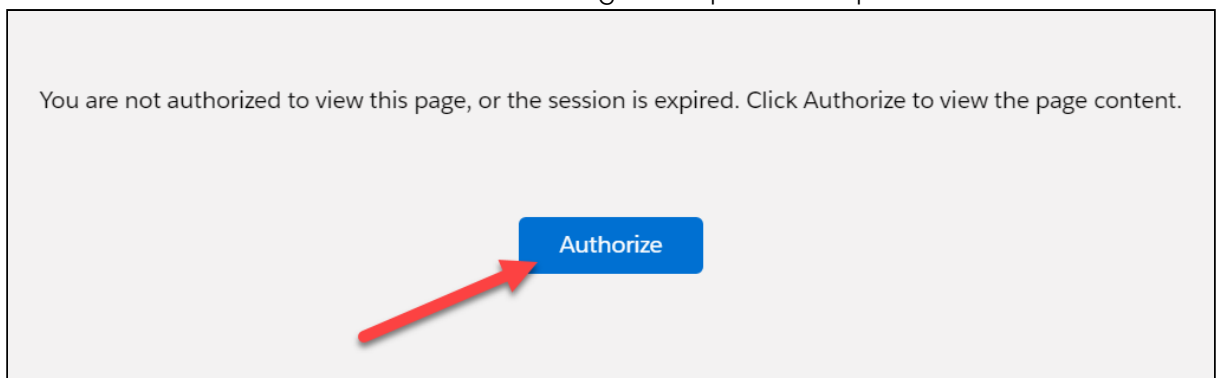 You are not authorized to view this page, or the session is expired. Click Authorize to view the page content.
Authorize